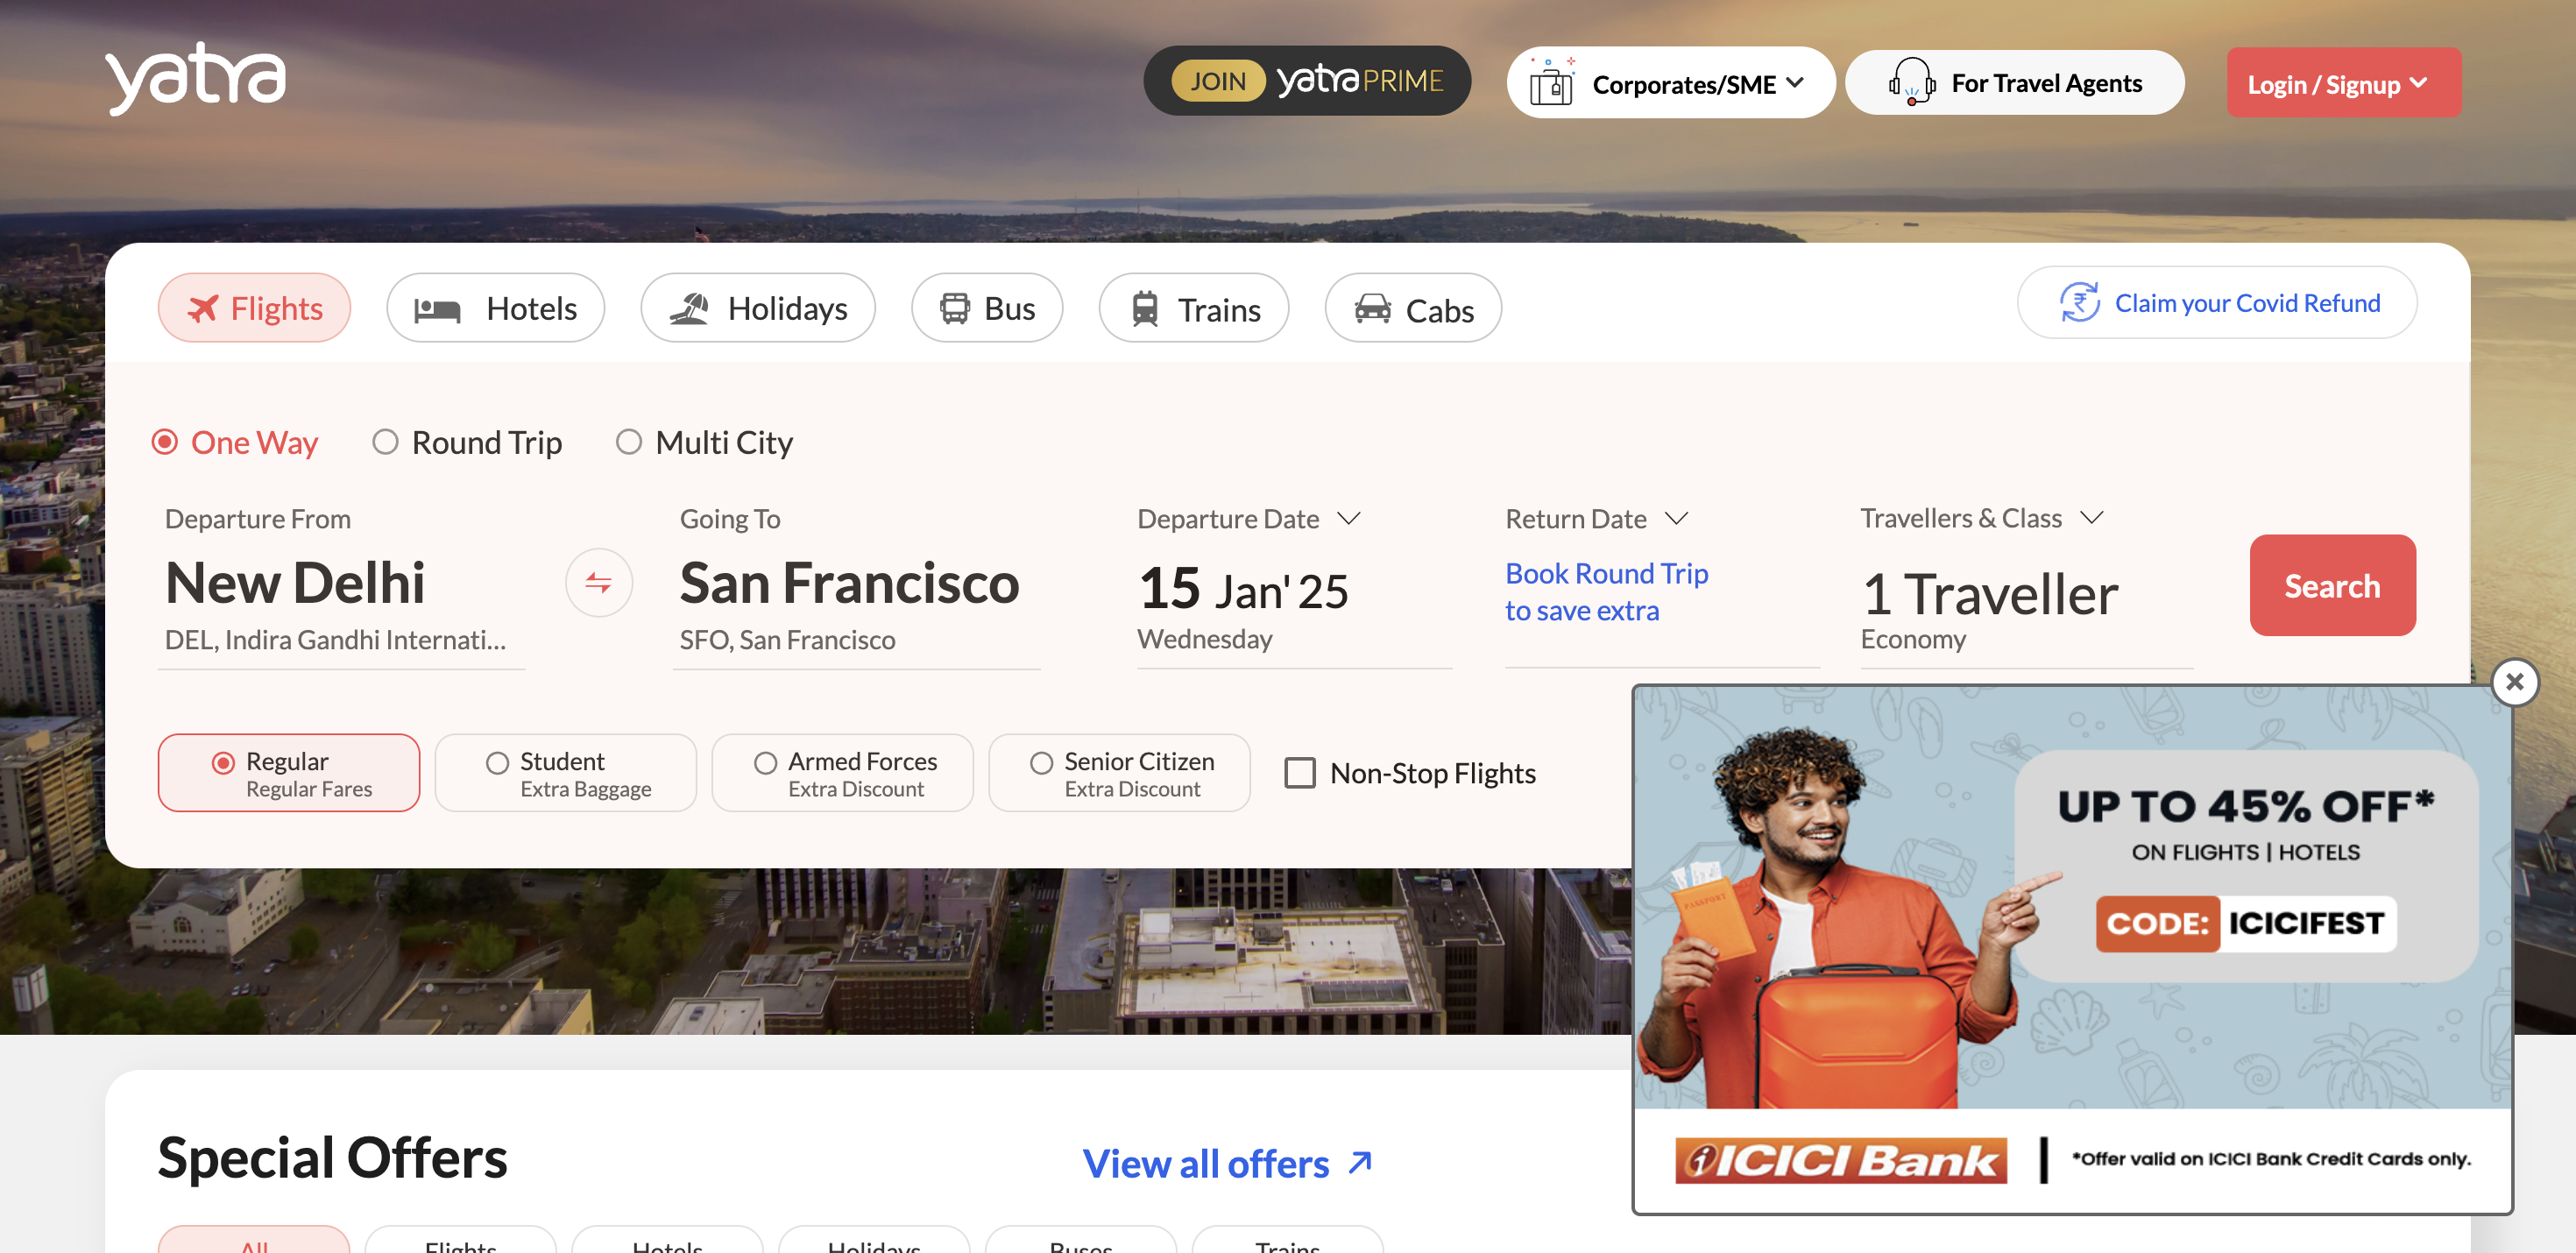 yatra
JOIN yatra PRIME
Corporates/SME
For Travel Agents
Login / Signup
Flights
Hotels
Holidays
Bus
Trains
Cabs
Claim your Covid Refund
One Way
Round Trip
Multi City
Departure From
New Delhi
DEL, Indira Gandhi Internati...
Going To
San Francisco
SFO, San Francisco
Departure Date
15 Jan' 25
Wednesday
Return Date
Book Round Trip
to save extra
Travellers & Class
1 Traveller
Economy
Search
Regular
Regular Fares
Student
Extra Baggage
Armed Forces
Extra Discount
Senior Citizen
Extra Discount
Non-Stop Flights
PASSPORT
UP TO 45% OFF*
ON FLIGHTS | HOTELS
CODE: ICICIFEST
ICICI Bank
*Offer valid on ICICI Bank Credit Cards only.
Special Offers
View all offers
All
Flights
Hotels
Holidays
Buses
Trains